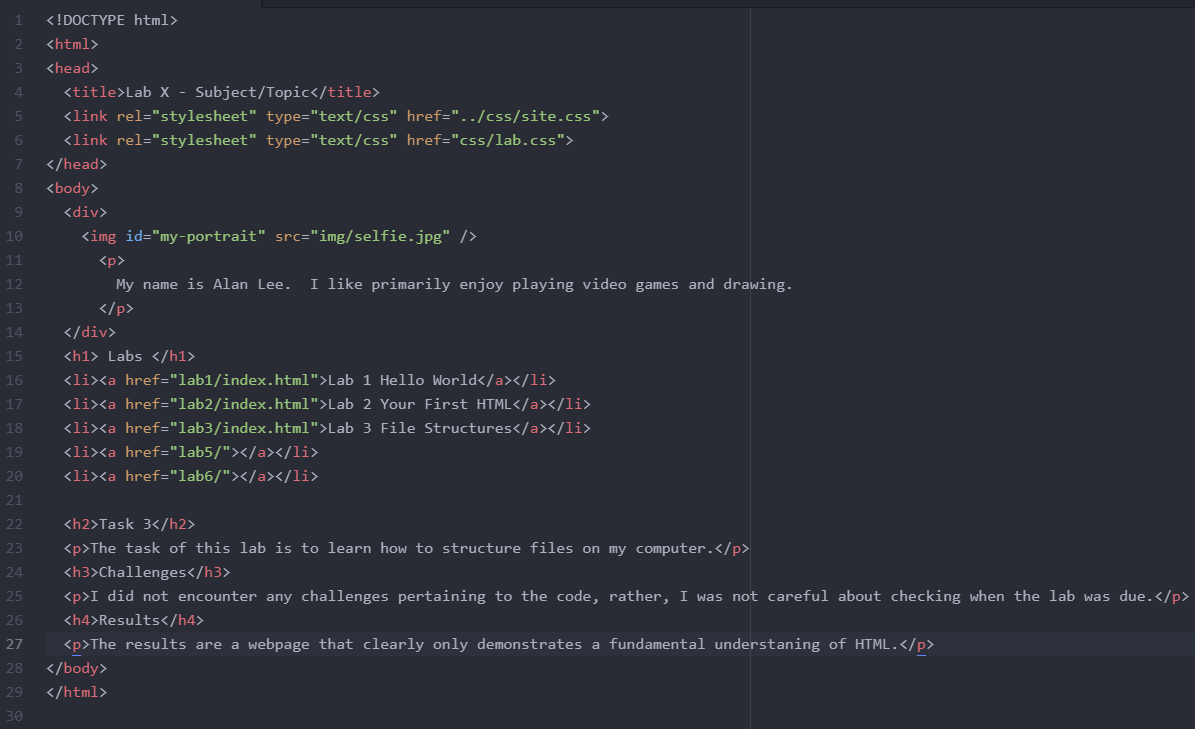 1 <!DOCTYPE html>
2 <html>
3 <head>
4   <title>Lab X - Subject/Topic</title>
5   <link rel="stylesheet" type="text/css" href="../css/site.css">
6   <link rel="stylesheet" type="text/css" href="css/lab.css">
7 </head>
8 <body>
9   <div>
10     <img id="my-portrait" src="img/selfie.jpg" />
11       <p>
12         My name is Alan Lee.  I like primarily enjoy playing video games and drawing.
13       </p>
14   </div>
15   <h1> Labs </h1>
16   <li><a href="lab1/index.html">Lab 1 Hello World</a></li>
17   <li><a href="lab2/index.html">Lab 2 Your First HTML</a></li>
18   <li><a href="lab3/index.html">Lab 3 File Structures</a></li>
19   <li><a href="lab5/"></a></li>
20   <li><a href="lab6/"></a></li>
21
22   <h2>Task 3</h2>
23   <p>The task of this lab is to learn how to structure files on my computer.</p>
24   <h3>Challenges</h3>
25   <p>I did not encounter any challenges pertaining to the code, rather, I was not careful about checking when the lab was due.</p>
26   <h4>Results</h4>
27   <p>The results are a webpage that clearly only demonstrates a fundamental understaning of HTML.</p>
28 </body>
29 </html>
30